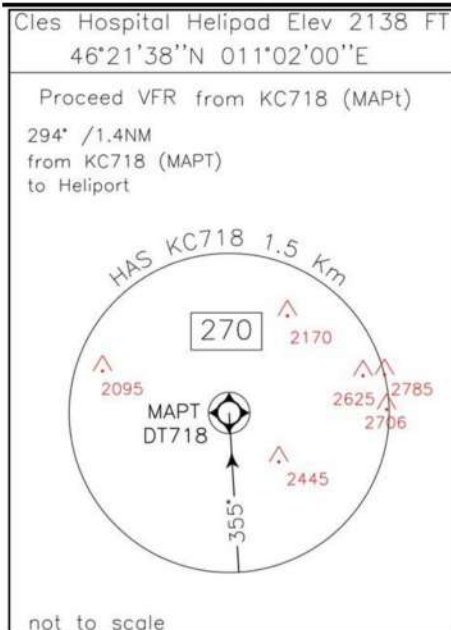 Cles Hospital Helipad Elev 2138 FT
46°21'38''N 011°02'00''E
Proceed VFR from KC718 (MAPt)
294° /1.4NM
from KC718 (MAPT)
to Heliport
HAS KC718 1.5 Km
270
2170
2095
2625
2785
2706
MAPT
DT718
2445
355°
not to scale